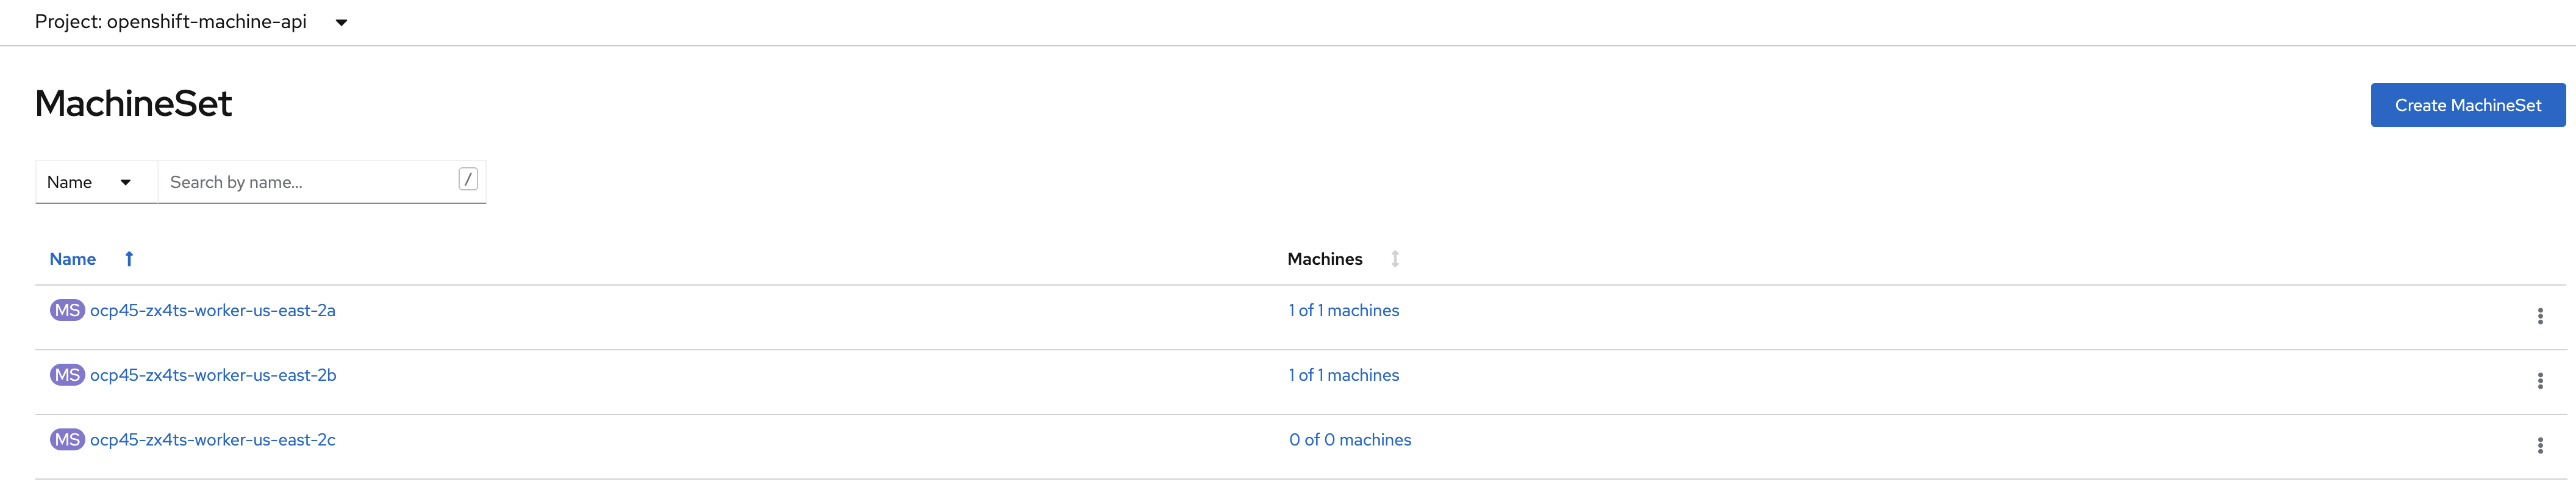 Project: openshift-machine-api
MachineSet
Create MachineSet
Name Search by name... /
Name Machines
MS ocp45-zx4ts-worker-us-east-2a 1 of 1 machines
MS ocp45-zx4ts-worker-us-east-2b 1 of 1 machines
MS ocp45-zx4ts-worker-us-east-2c 0 of 0 machines